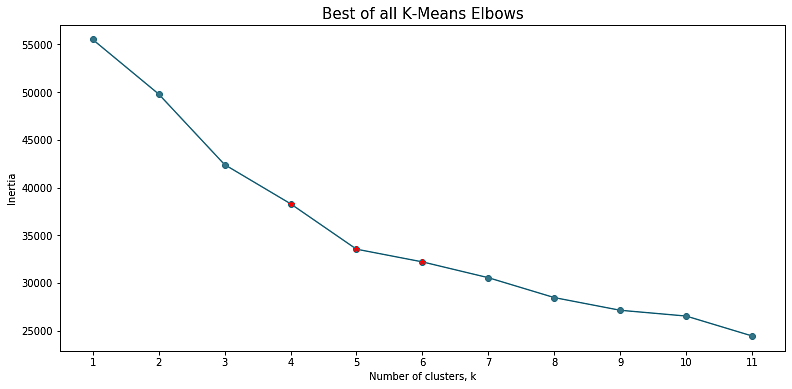 Best of all K-Means Elbows
55000
50000
45000
40000
35000
30000
25000
Inertia
1 2 3 4 5 6 7 8 9 10 11
Number of clusters, k